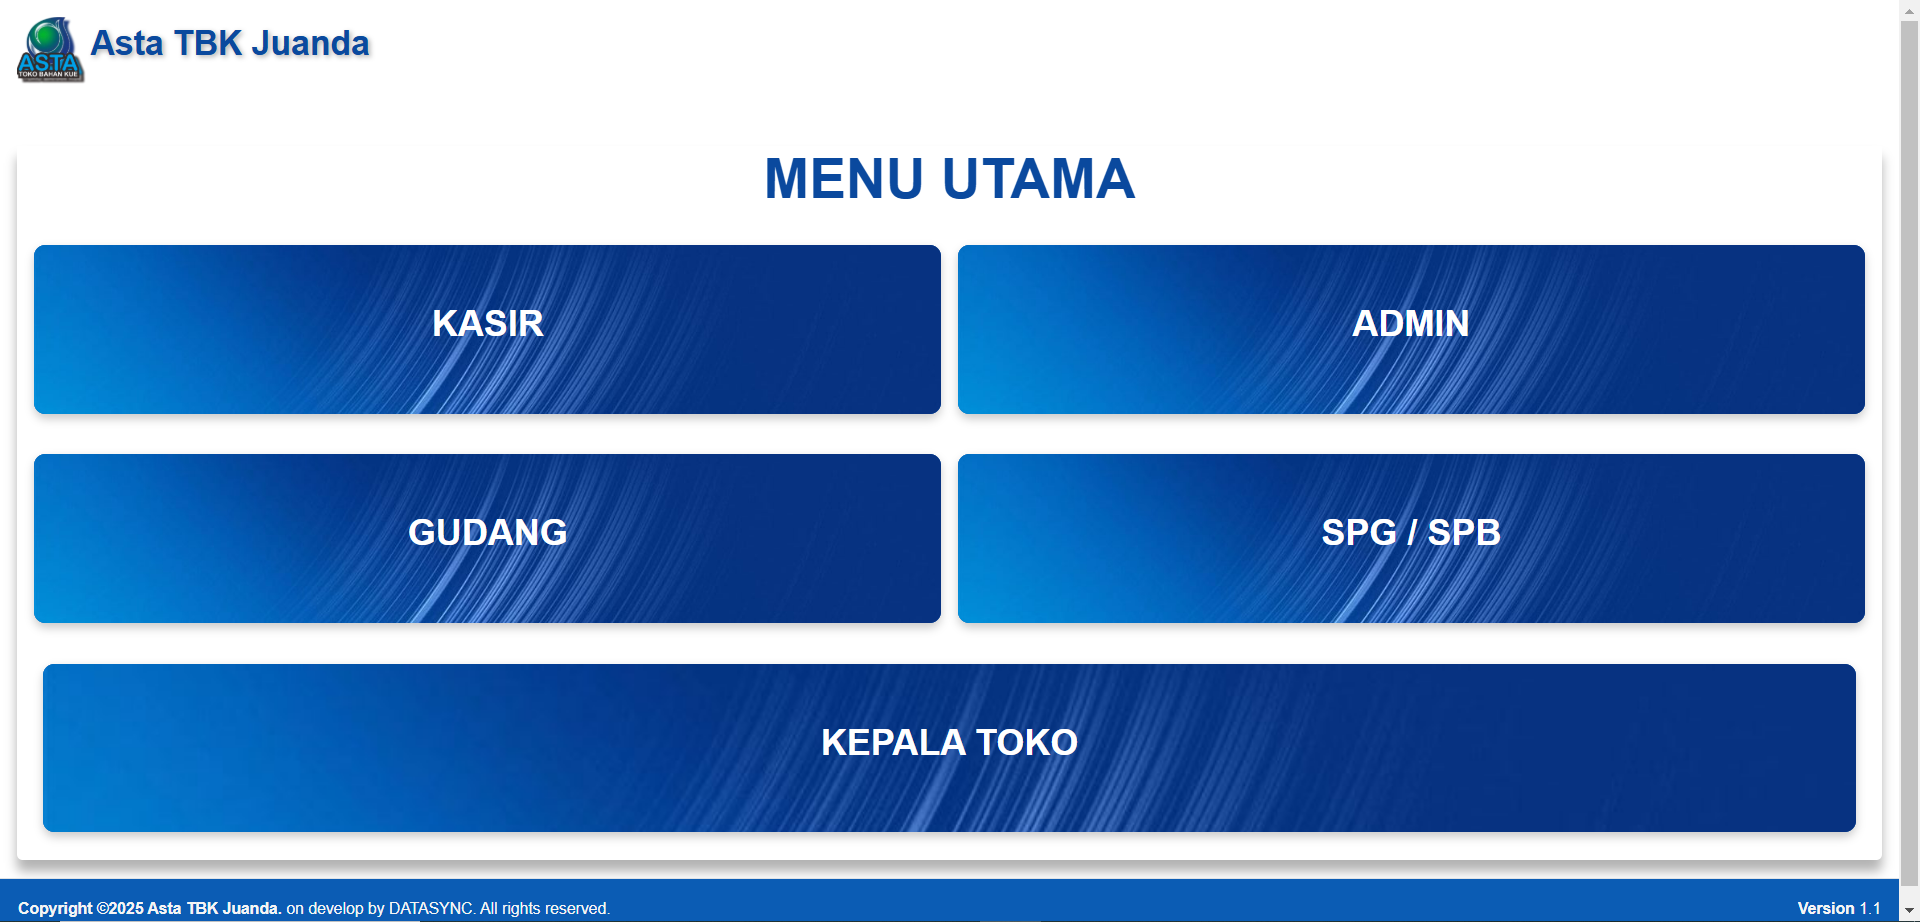 ASTA
TOKO BAHAN KUE
Asta TBK Juanda
MENU UTAMA
KASIR
ADMIN
GUDANG
SPG / SPB
KEPALA TOKO
Copyright ©2025 Asta TBK Juanda. on develop by DATASYNC. All rights reserved.
Version 1.1